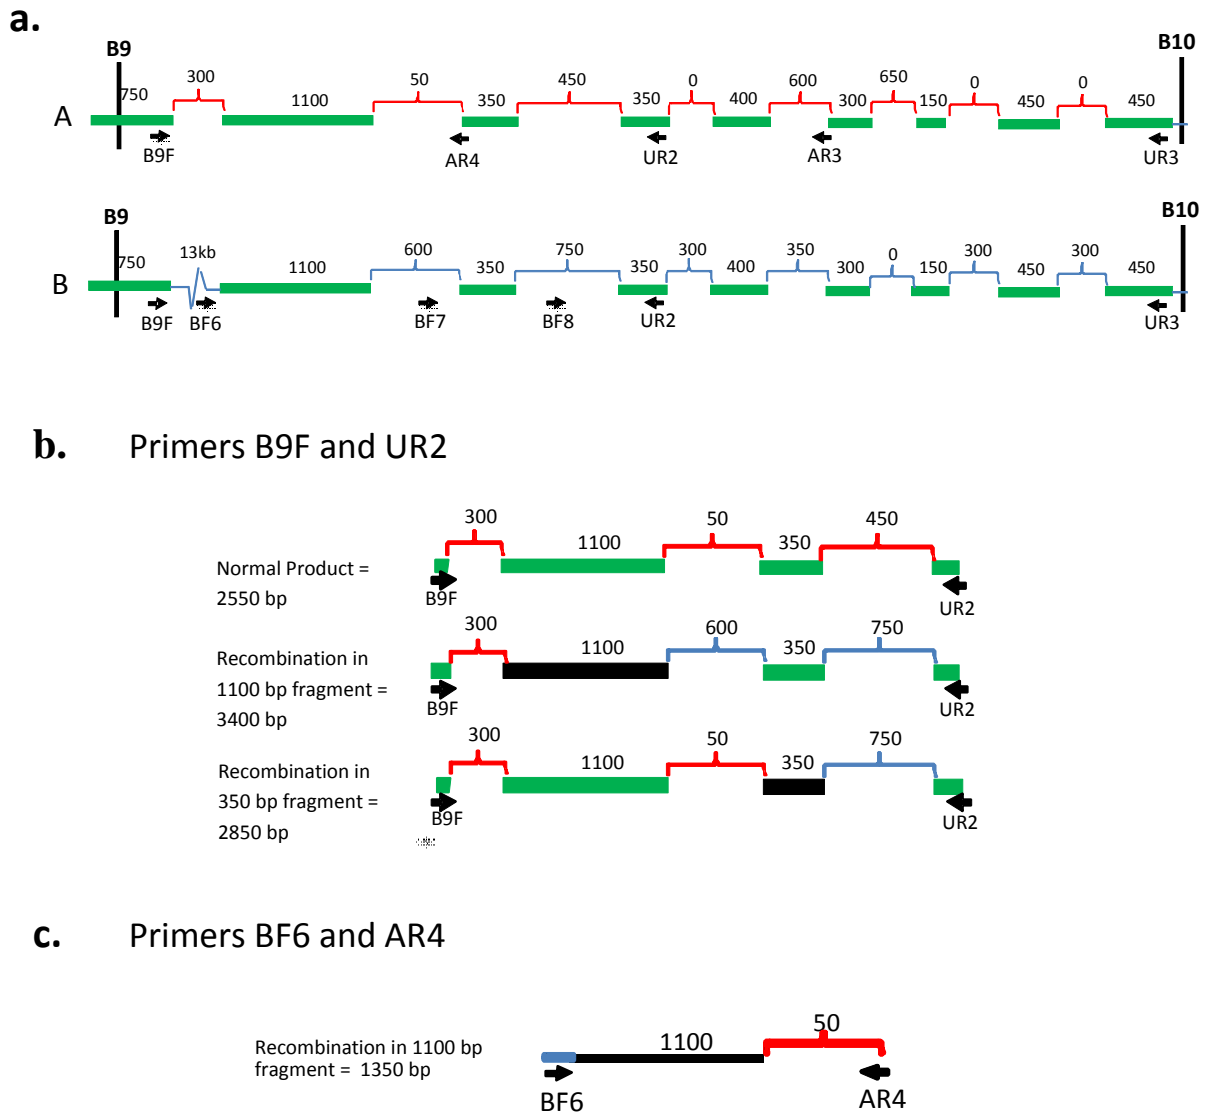 a.
B9 B10
750 300 1100 50 350 450 350 0 400 600 300 650 150 0 450 0 450
A
B9F AR4 UR2 AR3 UR3
B9 B10
750 13kb 1100 600 350 750 350 300 400 350 300 0 150 300 450 300 450
B
B9F BF6 BF7 BF8 UR2 UR3
b. Primers B9F and UR2
300 1100 50 350 450
Normal Product =
2550 bp
B9F UR2
300 1100 600 350 750
Recombination in
1100 bp fragment =
3400 bp
B9F UR2
300 1100 50 350 750
Recombination in
350 bp fragment =
2850 bp
B9F UR2
c. Primers BF6 and AR4
1100 50
Recombination in 1100 bp
fragment = 1350 bp
BF6 AR4